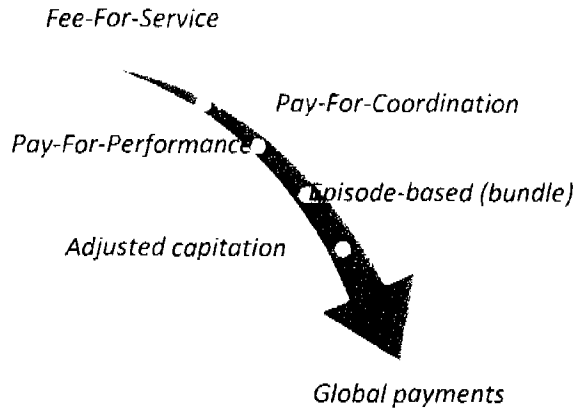 Fee-For-Service
Pay-For-Coordination
Pay-For-Performance
Episode-based (bundle)
Adjusted capitation
Global payments